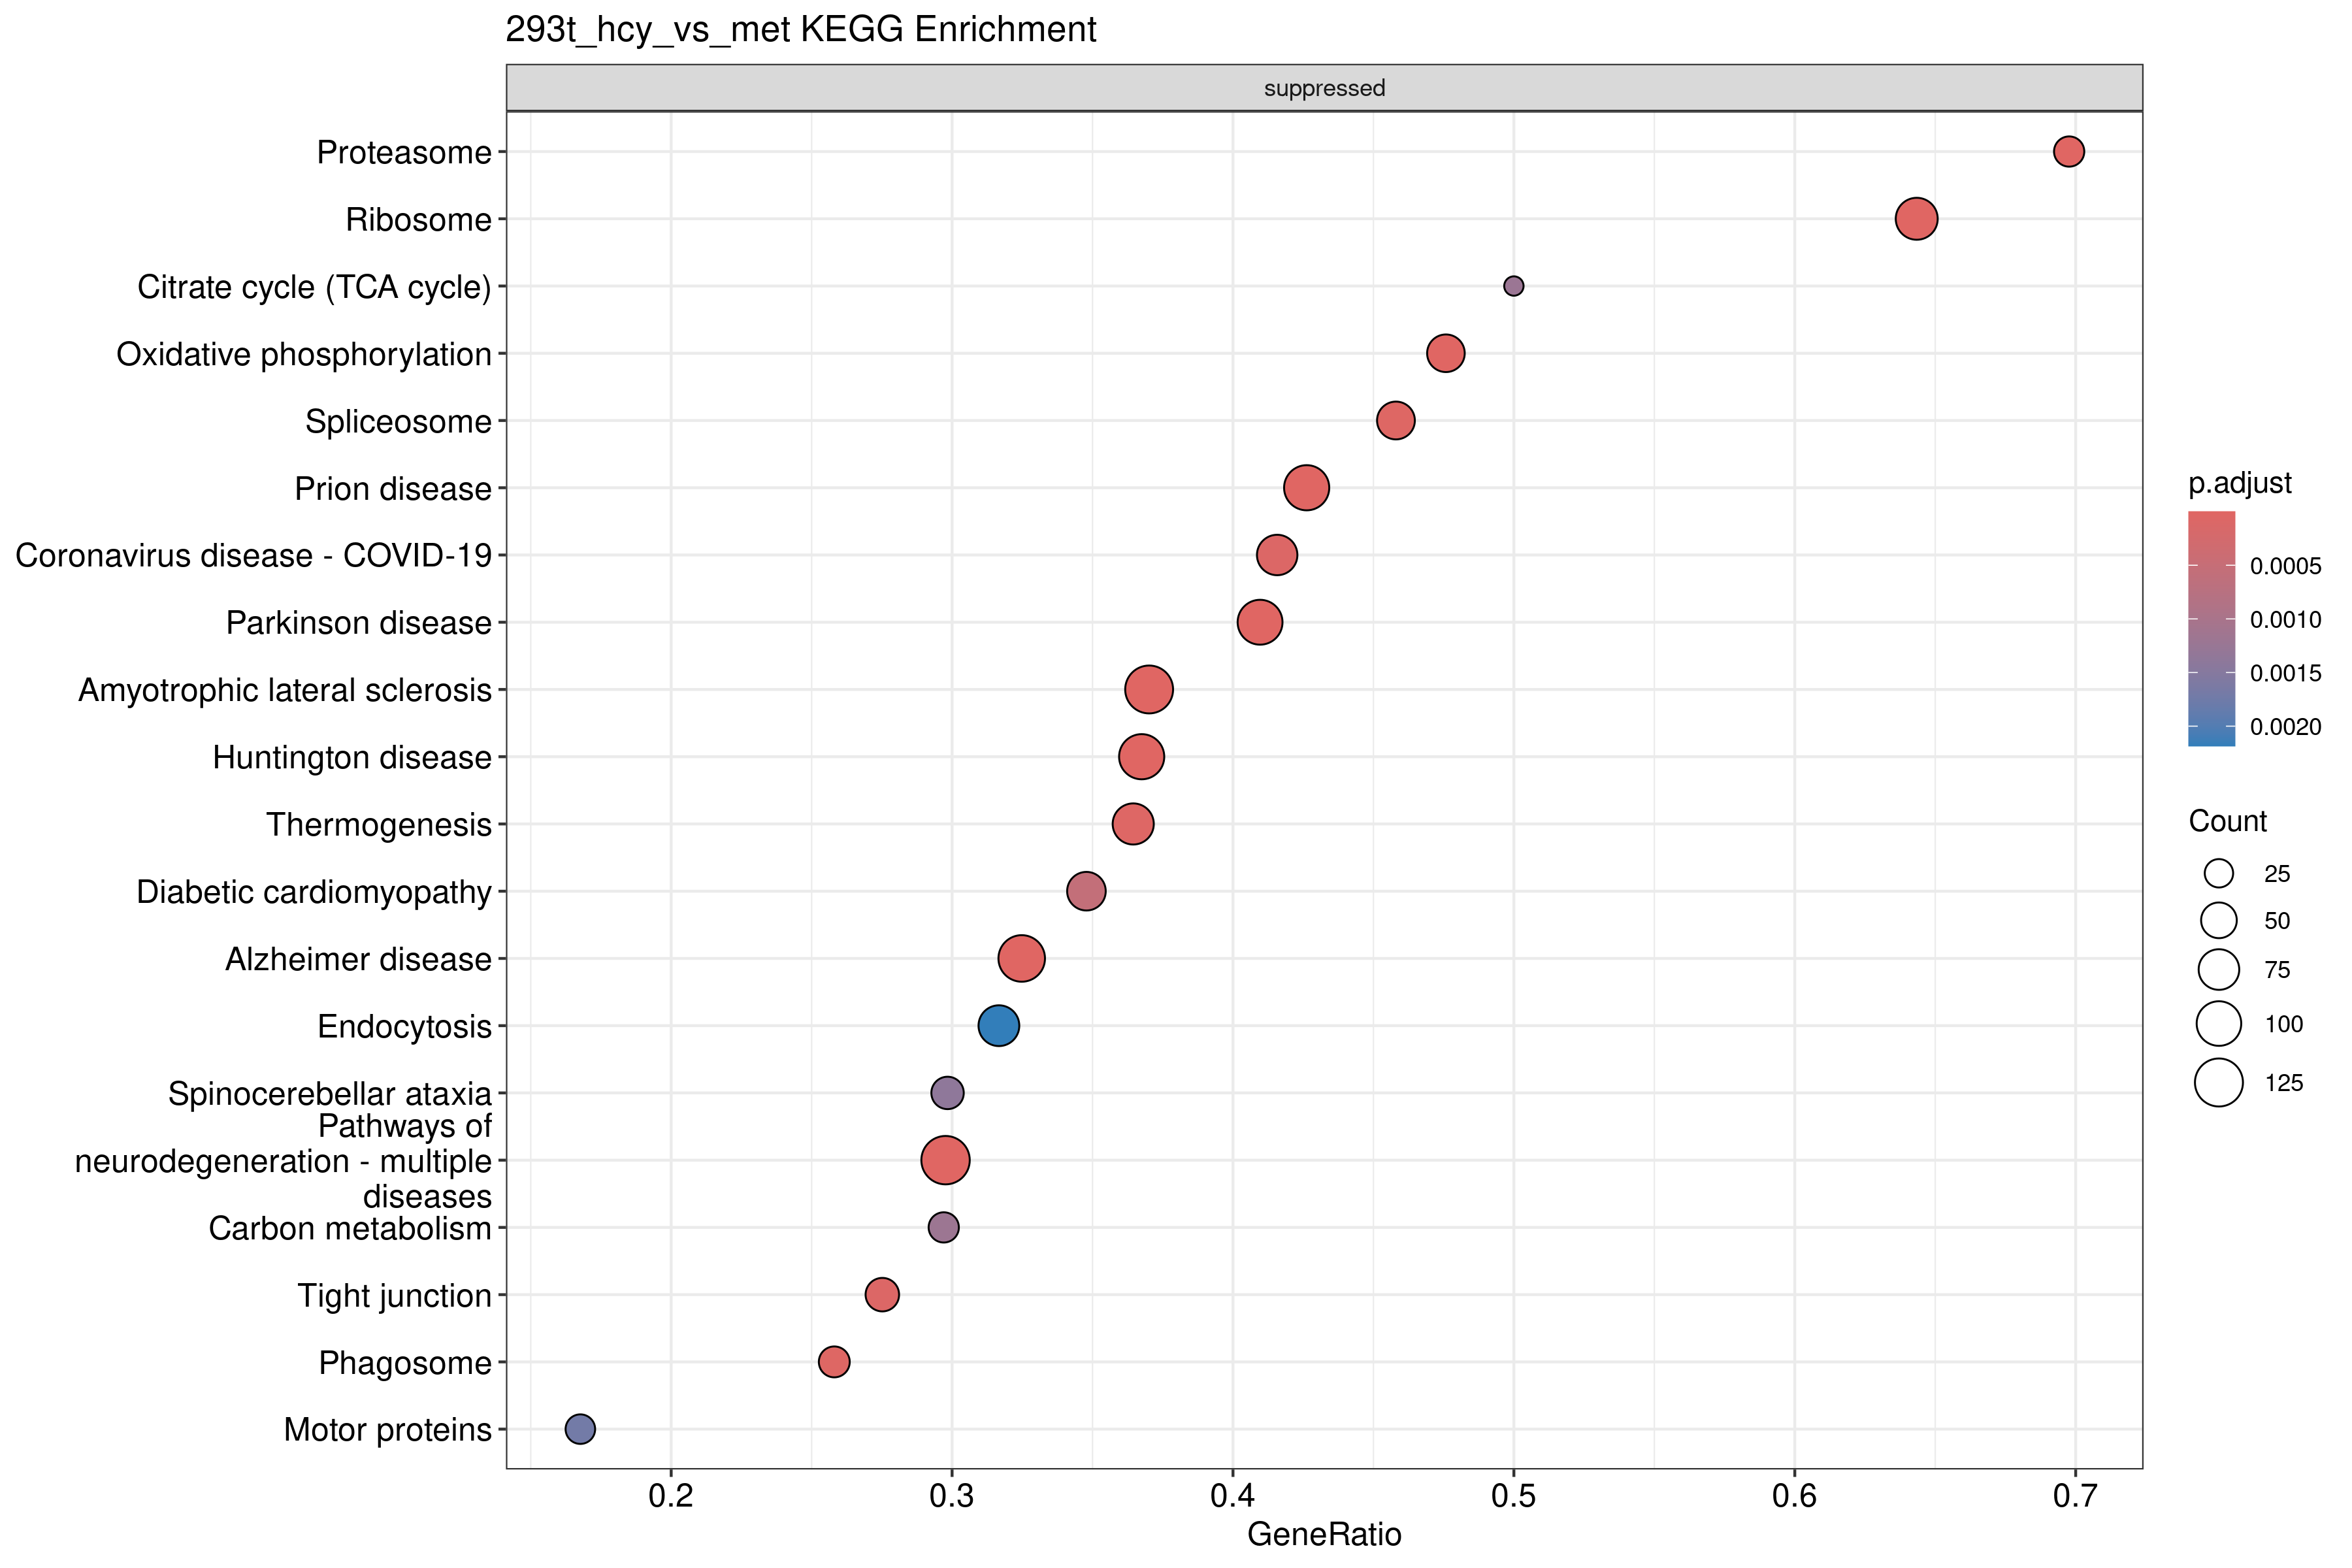 293t_hcy_vs_met KEGG Enrichment
suppressed
Proteasome
Ribosome
Citrate cycle (TCA cycle)
Oxidative phosphorylation
Spliceosome
Prion disease
Coronavirus disease - COVID-19
Parkinson disease
Amyotrophic lateral sclerosis
Huntington disease
Thermogenesis
Diabetic cardiomyopathy
Alzheimer disease
Endocytosis
Spinocerebellar ataxia
Pathways of
neurodegeneration - multiple
diseases
Carbon metabolism
Tight junction
Phagosome
Motor proteins
0.2 0.3 0.4 0.5 0.6 0.7
GeneRatio
p.adjust
0.0005
0.0010
0.0015
0.0020
Count
25
50
75
100
125